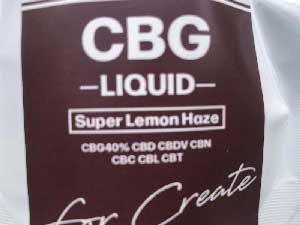 CBG
LIQUID
Super Lemon Haze
CBG40% CBD CBDV CBN
CBC CBL CBT
for Create